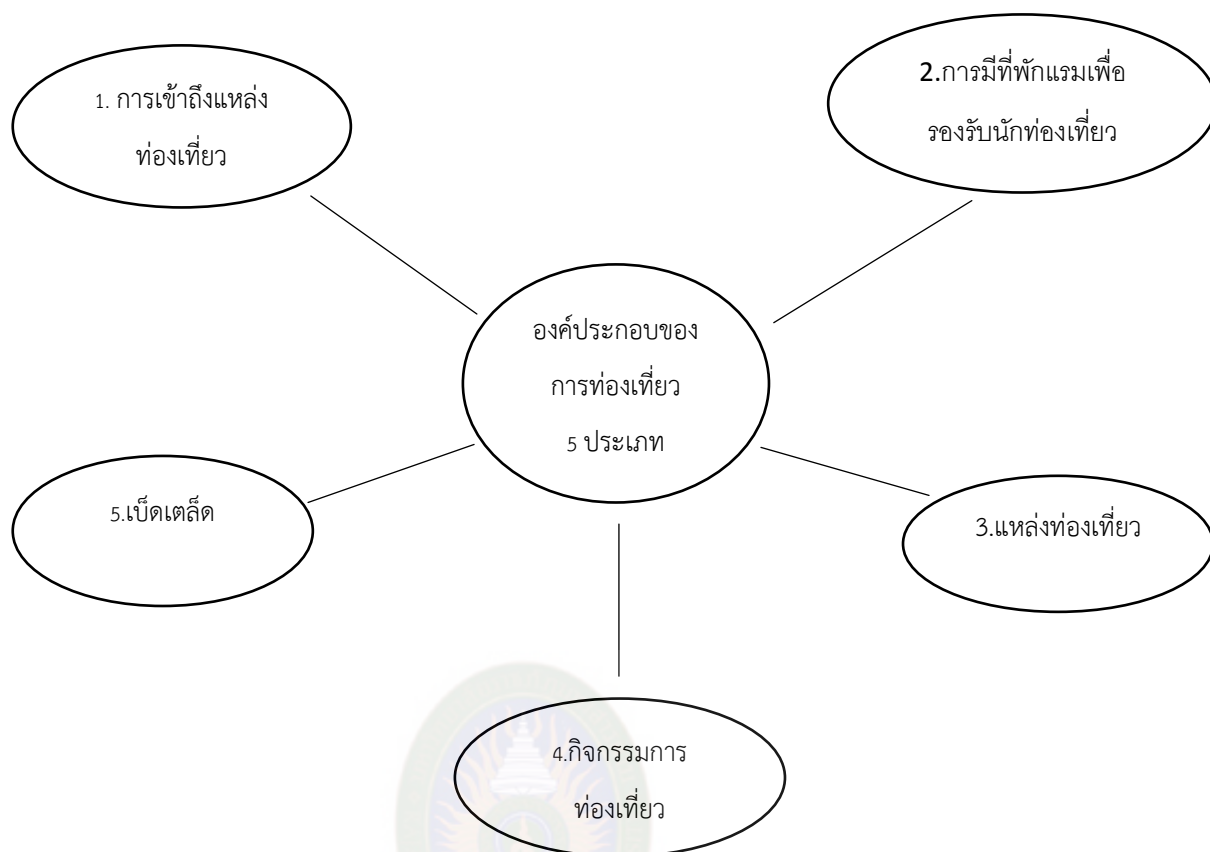 1. การเข้าถึงแหล่ง
ท่องเที่ยว
2.การมีที่พักแรมเพื่อ
รองรับนักท่องเที่ยว
องค์ประกอบของ
การท่องเที่ยว
5 ประเภท
3.แหล่งท่องเที่ยว
4.กิจกรรมการ
ท่องเที่ยว
5.เบ็ดเตล็ด